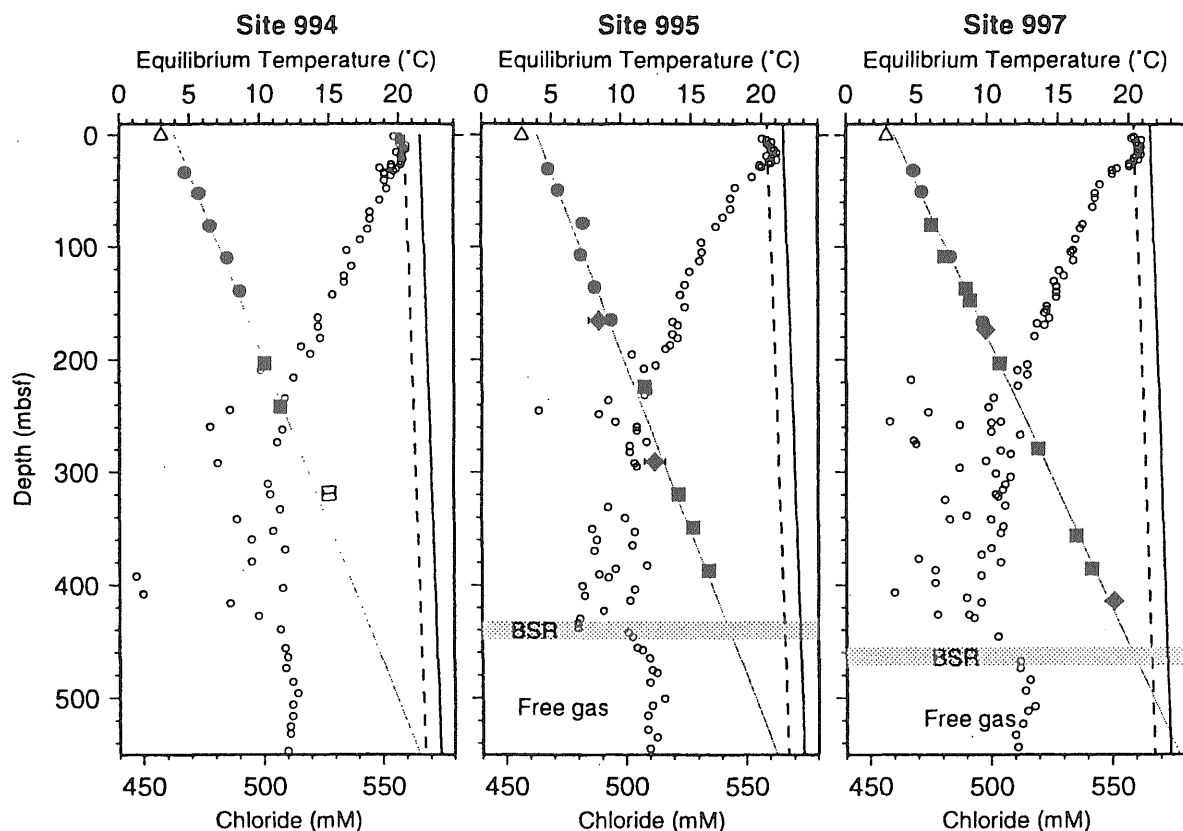 Site 994 Site 995 Site 997
Equilibrium Temperature (˚C) Equilibrium Temperature (˚C) Equilibrium Temperature (˚C)
0 5 10 15 20 0 5 10 15 20 0 5 10 15 20
0
100
200
300
400
500
Depth (mbsf)
BSR BSR
Free gas Free gas
450 500 550 450 500 550 450 500 550
Chloride (mM) Chloride (mM) Chloride (mM)